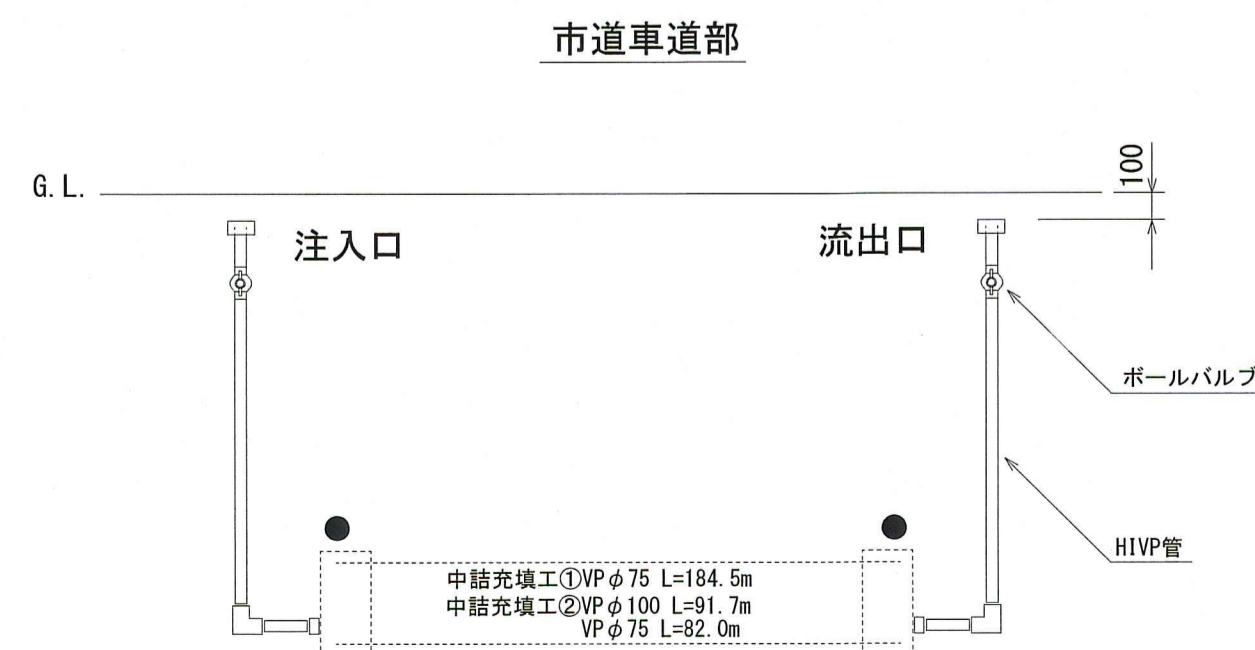 市道車道部
100
G.L.
注入口
流出口
ボールバルブ
HIVP管
中詰充填工①VPφ75 L=184.5m
中詰充填工②VPφ100 L=91.7m
VPφ75 L=82.0m